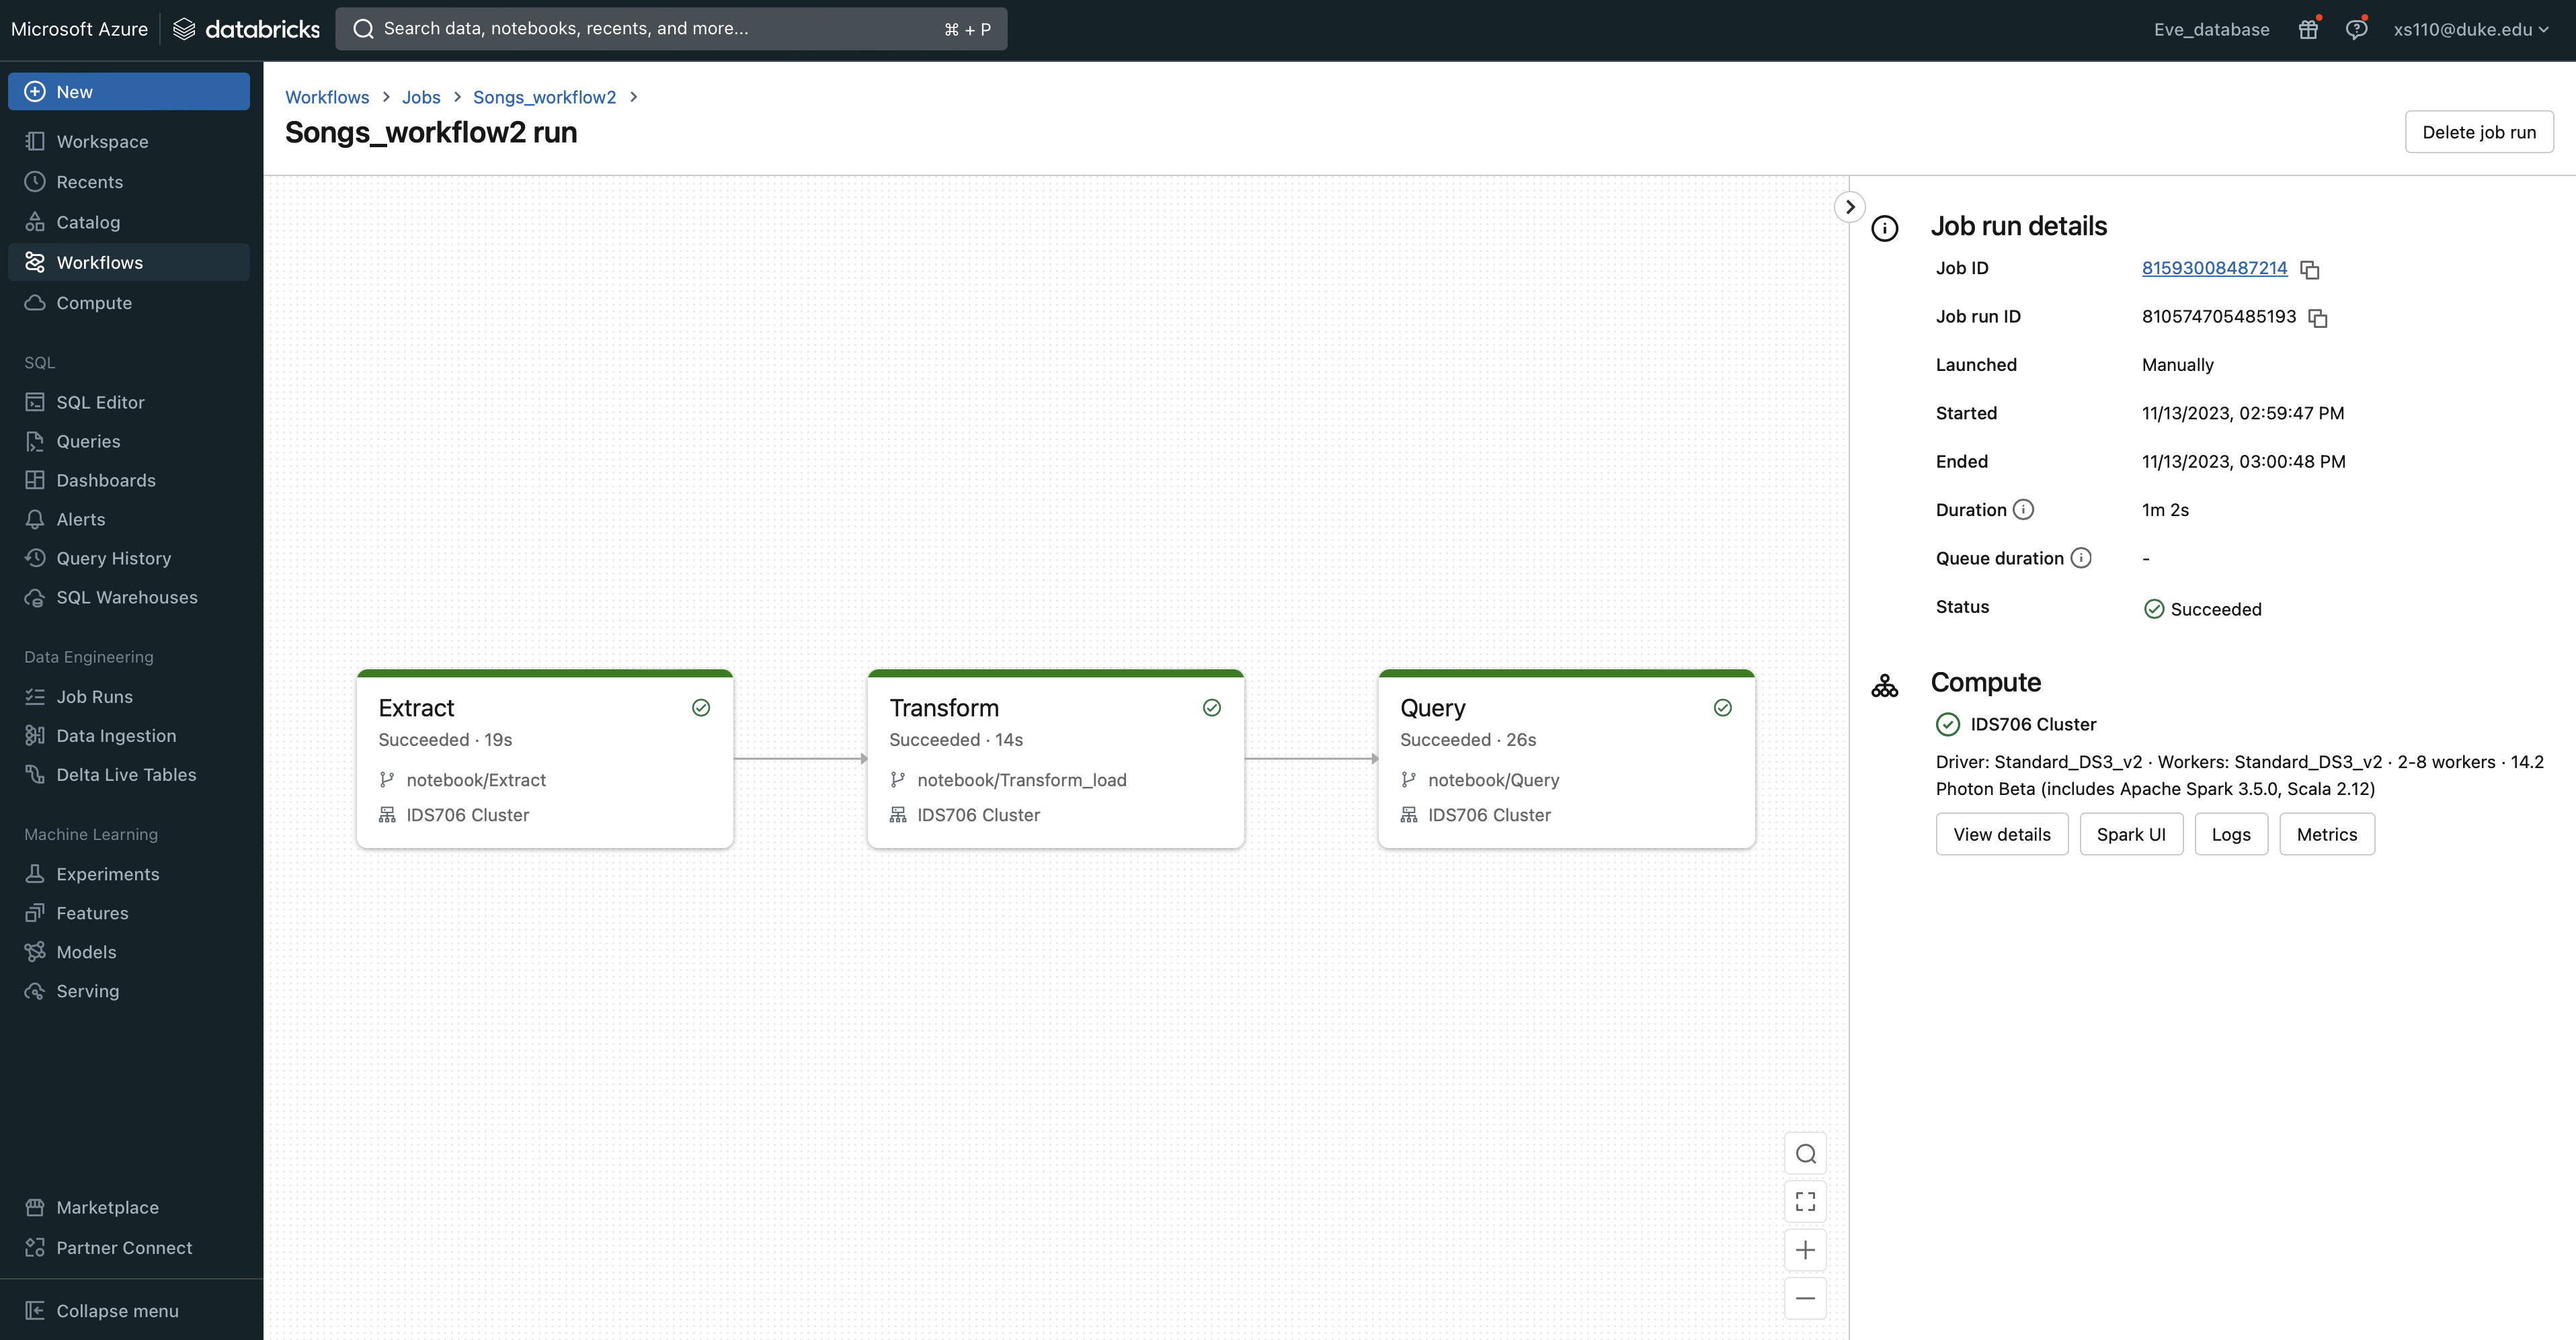 Microsoft Azure databricks Search data, notebooks, recents, and more... ⌘ + P Eve_database xs110@duke.edu
New
Workspace
Recents
Catalog
Workflows
Compute
SQL
SQL Editor
Queries
Dashboards
Alerts
Query History
SQL Warehouses
Data Engineering
Job Runs
Data Ingestion
Delta Live Tables
Machine Learning
Experiments
Features
Models
Serving
Marketplace
Partner Connect
Collapse menu
Workflows > Jobs > Songs_workflow2 >
Songs_workflow2 run
Delete job run
Extract
Succeeded · 19s
notebook/Extract
IDS706 Cluster
Transform
Succeeded · 14s
notebook/Transform_load
IDS706 Cluster
Query
Succeeded · 26s
notebook/Query
IDS706 Cluster
Job run details
Job ID 81593008487214
Job run ID 810574705485193
Launched Manually
Started 11/13/2023, 02:59:47 PM
Ended 11/13/2023, 03:00:48 PM
Duration 1m 2s
Queue duration -
Status Succeeded
Compute
IDS706 Cluster
Driver: Standard_DS3_v2 · Workers: Standard_DS3_v2 · 2-8 workers · 14.2
Photon Beta (includes Apache Spark 3.5.0, Scala 2.12)
View details Spark UI Logs Metrics